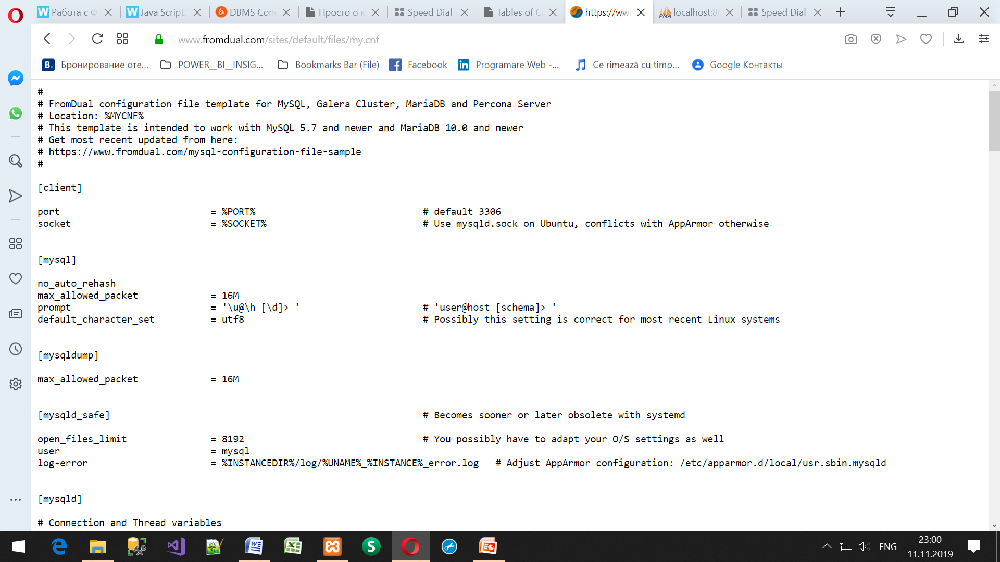 Работа с Ф
Java Script.
DBMS Con
Просто о к
Speed Dial
Tables of C
https://ww
localhost:8
Speed Dial
www.fromdual.com/sites/default/files/my.cnf
B. Бронирование оте...
POWER__BI__INSIG...
Bookmarks Bar (File)
Facebook
Programare Web -...
Ce rimează cu timp...
Google Контакты
#
# FromDual configuration file template for MySQL, Galera Cluster, MariaDB and Percona Server
# Location: %MYCNF%
# This template is intended to work with MySQL 5.7 and newer and MariaDB 10.0 and newer
# Get most recent updated from here:
# https://www.fromdual.com/mysql-configuration-file-sample
#
[client]
port = %PORT% # default 3306
socket = %SOCKET% # Use mysqld.sock on Ubuntu, conflicts with AppArmor otherwise
[mysql]
no_auto_rehash
max_allowed_packet = 16M
prompt = '\u@\h [\d]> ' # 'user@host [schema]> '
default_character_set = utf8 # Possibly this setting is correct for most recent Linux systems
[mysqldump]
max_allowed_packet = 16M
[mysqld_safe] # Becomes sooner or later obsolete with systemd
open_files_limit = 8192 # You possibly have to adapt your O/S settings as well
user = mysql
log-error = %INSTANCEDIR%/log/%UNAME%_%INSTANCE%_error.log # Adjust AppArmor configuration: /etc/apparmor.d/local/usr.sbin.mysqld
[mysqld]
# Connection and Thread variables
ENG
23:00
11.11.2019